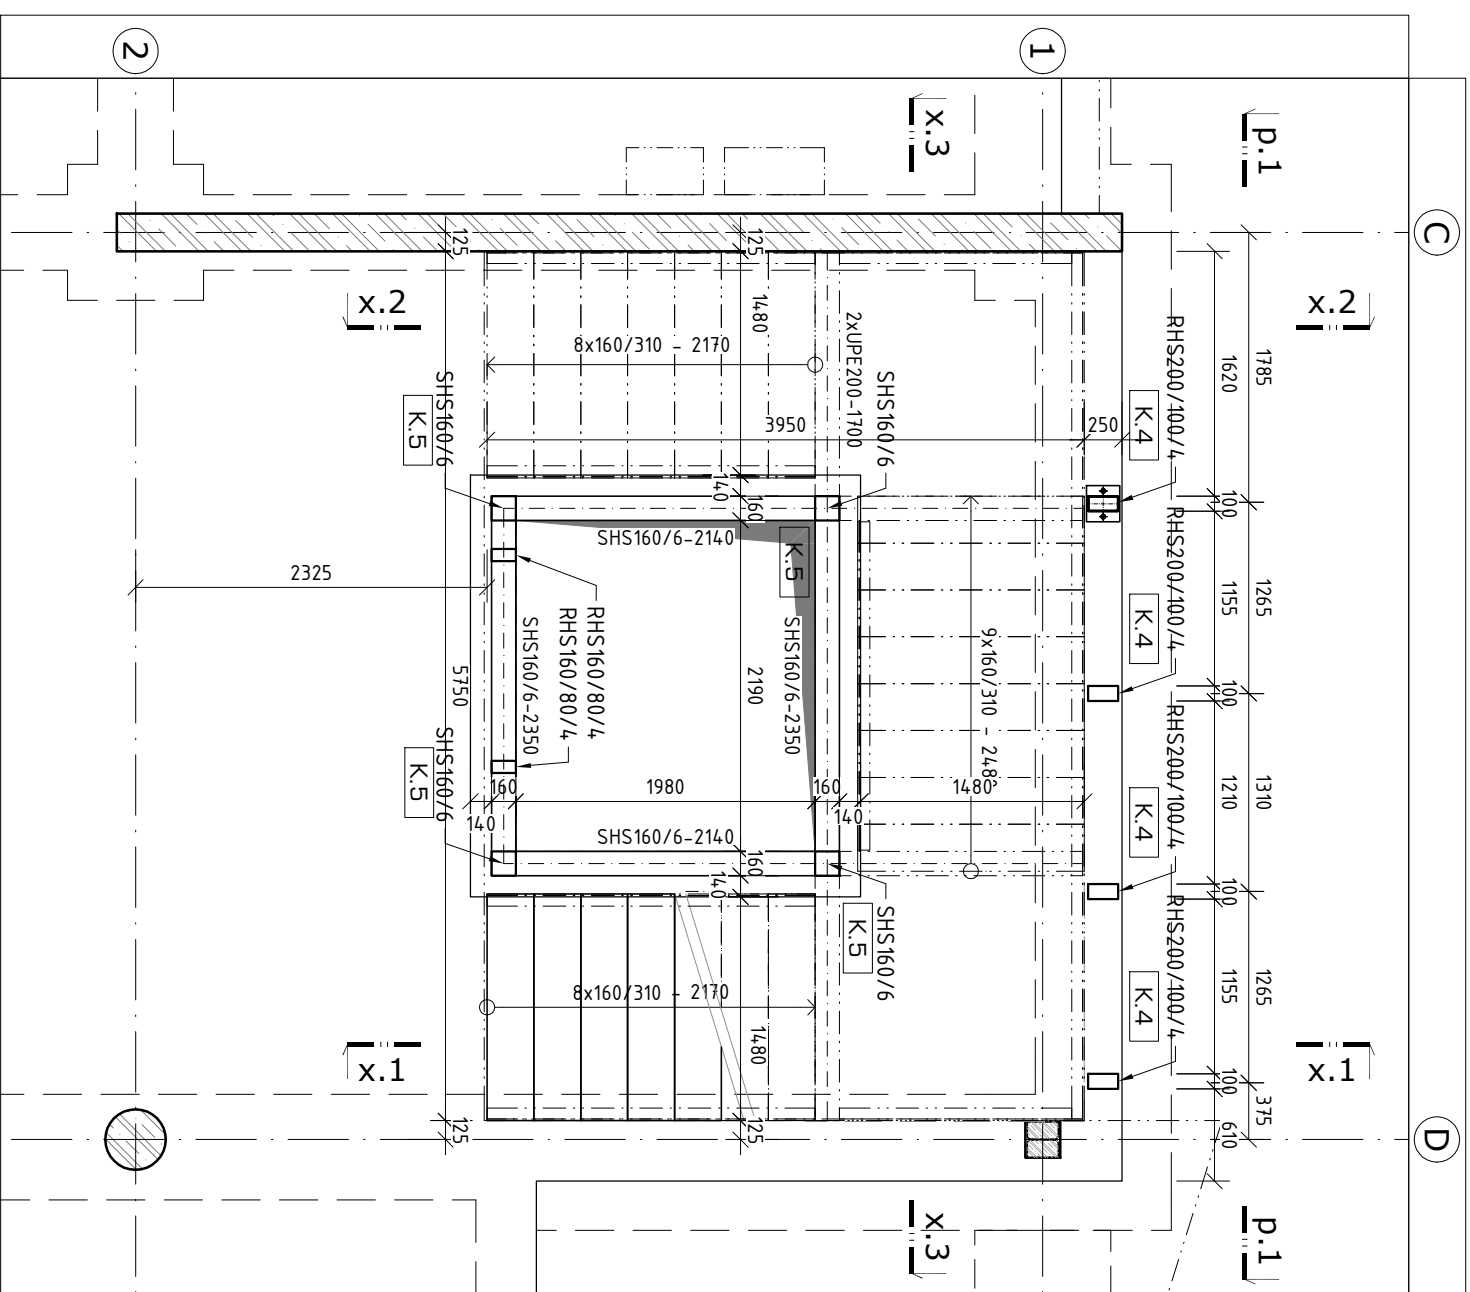 2
1
x.3
p.1
C
125
125
x.2
x.2
1480
8x160/310 - 2170
2xUPE200-1700
SHS160/6
SHS160/6
K.5
3950
250
RHS200/100/4
K.4
1620
1785
140
160
100
SHS160/6-2140
K.5
2325
RHS160/80/4
RHS160/80/4
SHS160/6-2350
SHS160/6-2350
2190
5750
9x160/310 - 248
RHS200/100/4
K.4
1155
1265
100
SHS160/6
K.5
160
1980
160
1480
140
140
SHS160/6-2140
160
140
RHS200/100/4
K.4
1210
1310
100
SHS160/6
K.5
8x160/310 - 2170
1480
RHS200/100/4
K.4
1155
1265
100
375
610
x.1
x.1
125
125
D
x.3
p.1